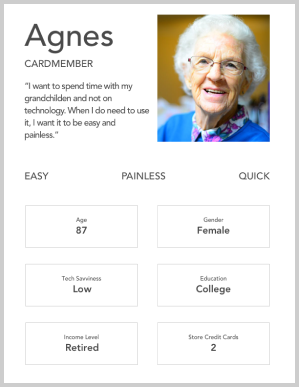 Agnes
CARDMEMBER
“I want to spend time with my
grandchilden and not on
technology. When I do need to use
it, I want it to be easy and
painless.”
EASY PAINLESS QUICK
Age
87
Gender
Female
Tech Savviness
Low
Education
College
Income Level
Retired
Store Credit Cards
2